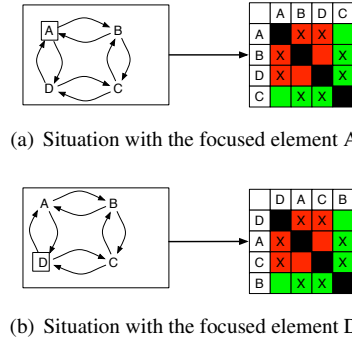 A B D C
A B A X X
B X X
D X X
D C C X X
(a) Situation with the focused element A
D A C B
A B D X X
A X X
D C C X X
B X X
(b) Situation with the focused element D